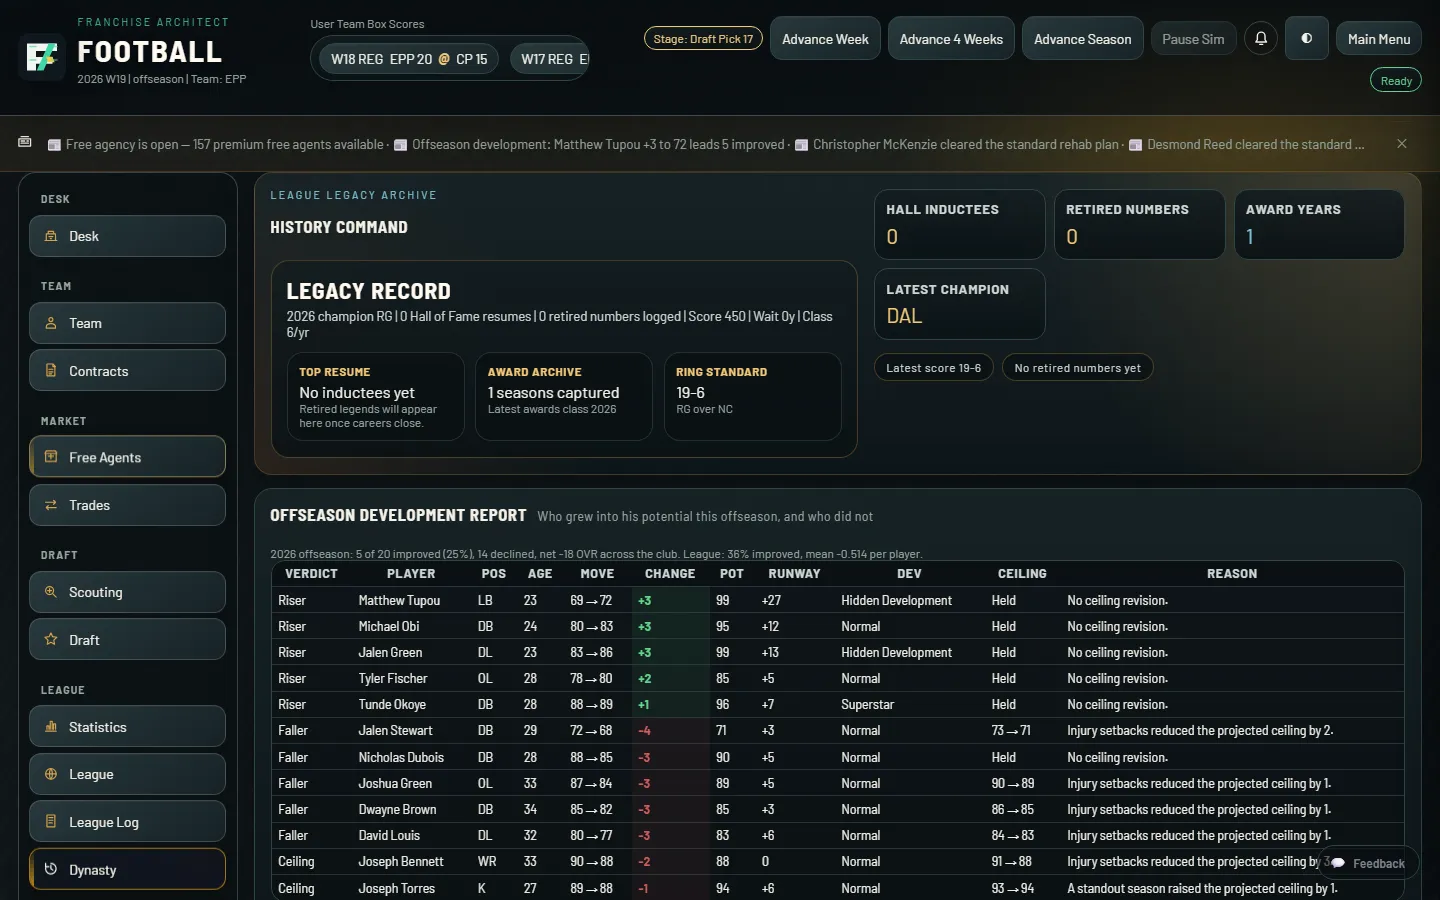 FRANCHISE ARCHITECT
FOOTBALL
2026 W19 | offseason | Team: EPP
User Team Box Scores
W18 REG EPP 20 @ CP 15
W17 REG
Stage: Draft Pick 17
Advance Week
Advance 4 Weeks
Advance Season
Pause Sim
Main Menu
Ready
Free agency is open — 157 premium free agents available · Offseason development: Matthew Tupou +3 to 72 leads 5 improved · Christopher McKenzie cleared the standard rehab plan · Desmond Reed cleared the standard ...
DESK
Desk
TEAM
Team
Contracts
MARKET
Free Agents
Trades
DRAFT
Scouting
Draft
LEAGUE
Statistics
League
League Log
Dynasty
LEAGUE LEGACY ARCHIVE
HISTORY COMMAND
LEGACY RECORD
2026 champion RG | 0 Hall of Fame resumes | 0 retired numbers logged | Score 450 | Wait 0y | Class
6/yr
TOP RESUME
No inductees yet
Retired legends will appear
here once careers close.
AWARD ARCHIVE
1 seasons captured
Latest awards class 2026
RING STANDARD
19-6
RG over NC
HALL INDUCTEES
0
RETIRED NUMBERS
0
AWARD YEARS
1
LATEST CHAMPION
DAL
Latest score 19-6
No retired numbers yet
OFFSEASON DEVELOPMENT REPORT Who grew into his potential this offseason, and who did not
2026 offseason: 5 of 20 improved (25%), 14 declined, net -18 OVR across the club. League: 36% improved, mean -0.514 per player.
VERDICT PLAYER POS AGE MOVE CHANGE POT RUNWAY DEV CEILING REASON
Riser Matthew Tupou LB 23 69→72 +3 99 +27 Hidden Development Held No ceiling revision.
Riser Michael Obi DB 24 80→83 +3 95 +12 Normal Held No ceiling revision.
Riser Jalen Green DL 23 83→86 +3 99 +13 Hidden Development Held No ceiling revision.
Riser Tyler Fischer OL 28 78→80 +2 85 +5 Normal Held No ceiling revision.
Riser Tunde Okoye DB 28 88→89 +1 96 +7 Superstar Held No ceiling revision.
Faller Jalen Stewart DB 29 72→68 -4 71 +3 Normal 73→71 Injury setbacks reduced the projected ceiling by 2.
Faller Nicholas Dubois DB 28 88→85 -3 90 +5 Normal Held No ceiling revision.
Faller Joshua Green OL 33 87→84 -3 89 +5 Normal 90→89 Injury setbacks reduced the projected ceiling by 1.
Faller Dwayne Brown DB 34 85→82 -3 85 +3 Normal 86→85 Injury setbacks reduced the projected ceiling by 1.
Faller David Louis DL 32 80→77 -3 83 +6 Normal 84→83 Injury setbacks reduced the projected ceiling by 1.
Ceiling Joseph Bennett WR 33 90→88 -2 88 0 Normal 91→88 Injury setbacks reduced the projected ceiling by 3.
Ceiling Joseph Torres K 27 89→88 -1 94 +6 Normal 93→94 A standout season raised the projected ceiling by 1.
Feedback